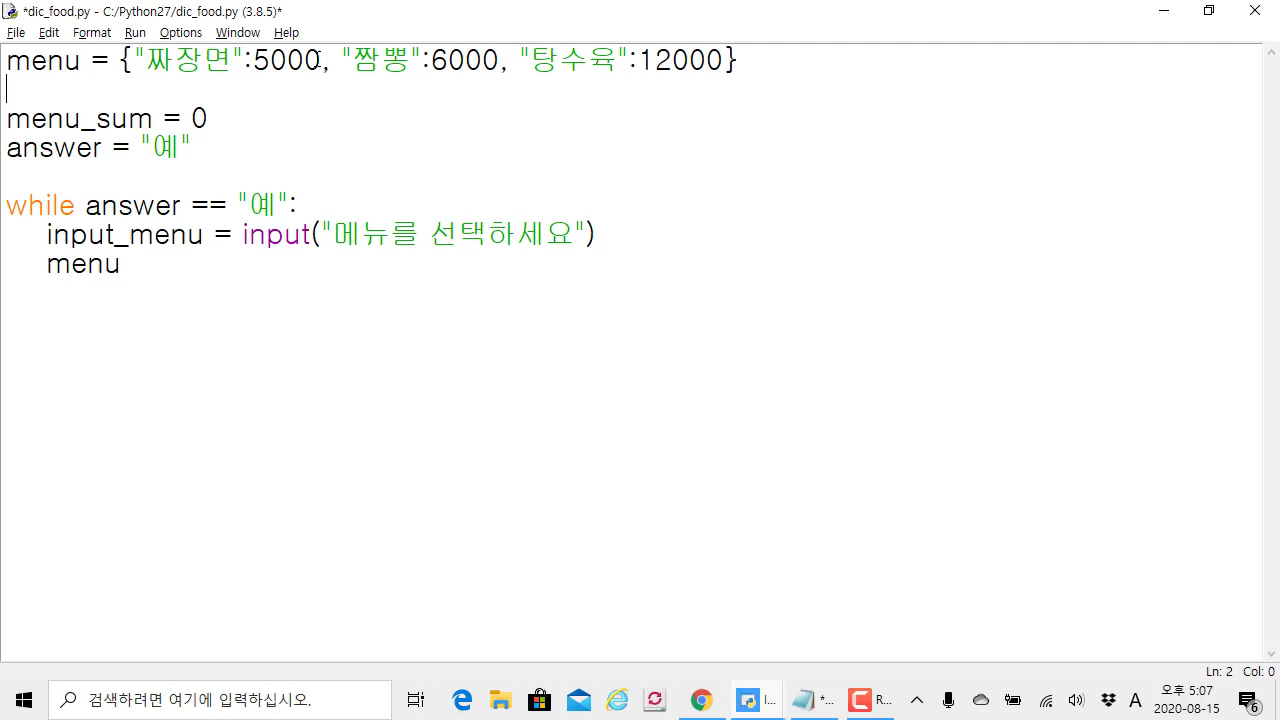 *dic_food.py - C:/Python27/dic_food.py (3.8.5)*
File Edit Format Run Options Window Help
menu = {"짜장면":5000, "짬뽕":6000, "탕수육":12000}
menu_sum = 0
answer = "예"
while answer == "예":
input_menu = input("메뉴를 선택하세요")
menu
Ln: 2 Col: 0
검색하려면 여기에 입력하십시오.
I...
*...
R...
A
오후 5:07
2020-08-15
6